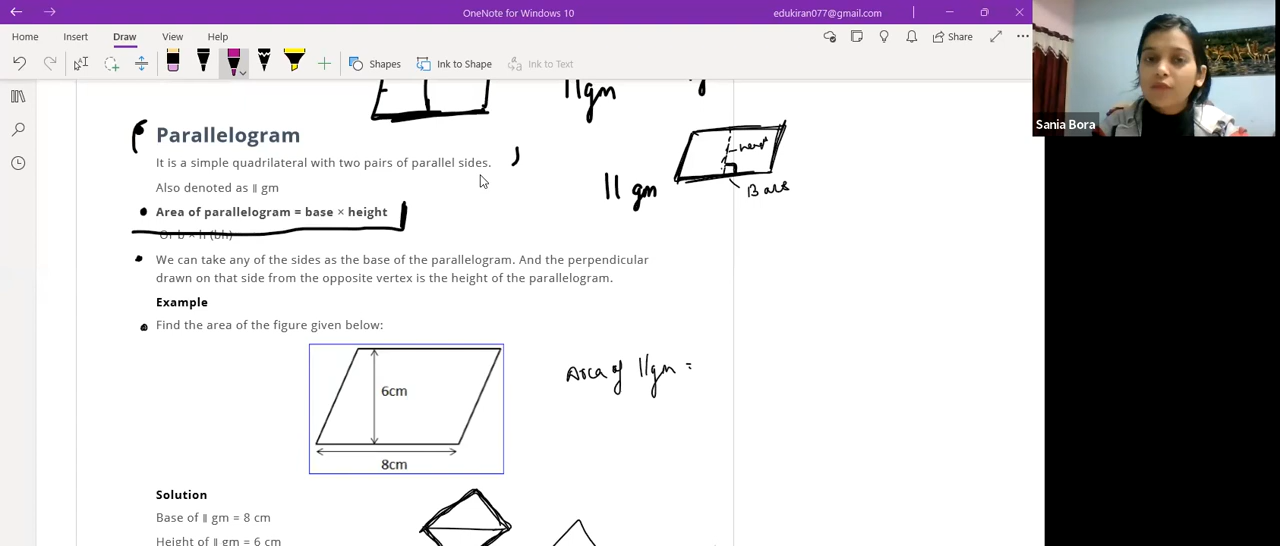 OneNote for Windows 10
edukiran077@gmail.com
Home Insert Draw View Help
Share
Shapes Ink to Shape Ink to Text
Sania Bora
||gm
Parallelogram
It is a simple quadrilateral with two pairs of parallel sides.
Also denoted as || gm
|| gm
Area of parallelogram = base × height
Or b × h (bh)
We can take any of the sides as the base of the parallelogram. And the perpendicular
drawn on that side from the opposite vertex is the height of the parallelogram.
Example
Find the area of the figure given below:
6cm
8cm
Area of ||gm =
Solution
Base of || gm = 8 cm
Height of || gm = 6 cm